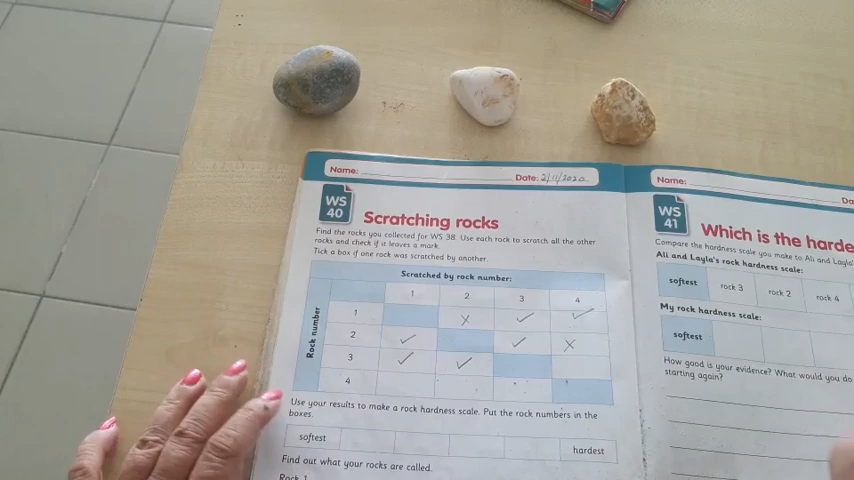 Name: Date: 2/11/2020
WS 40
Scratching rocks
Find the rocks you collected for WS 38. Use each rock to scratch all the other
rocks and check if it leaves a mark.
Tick a box if one rock was scratched by another.
Scratched by rock number:
1 2 3 4
Rock number
1 x ✓ ✓
2 ✓ ✓ x
3 ✓ ✓
4
Use your results to make a rock hardness scale. Put the rock numbers in the
boxes.
softest hardest
Find out what your rocks are called.
Rock 1
Name: Da
WS 41
Which is the harde
Compare the hardness scale you make to Ali and Layla's
Ali and Layla's rock hardness scale:
softest rock 3 rock 2 rock 4
My rock hardness scale:
softest
How good is your evidence? What would you do
starting again?